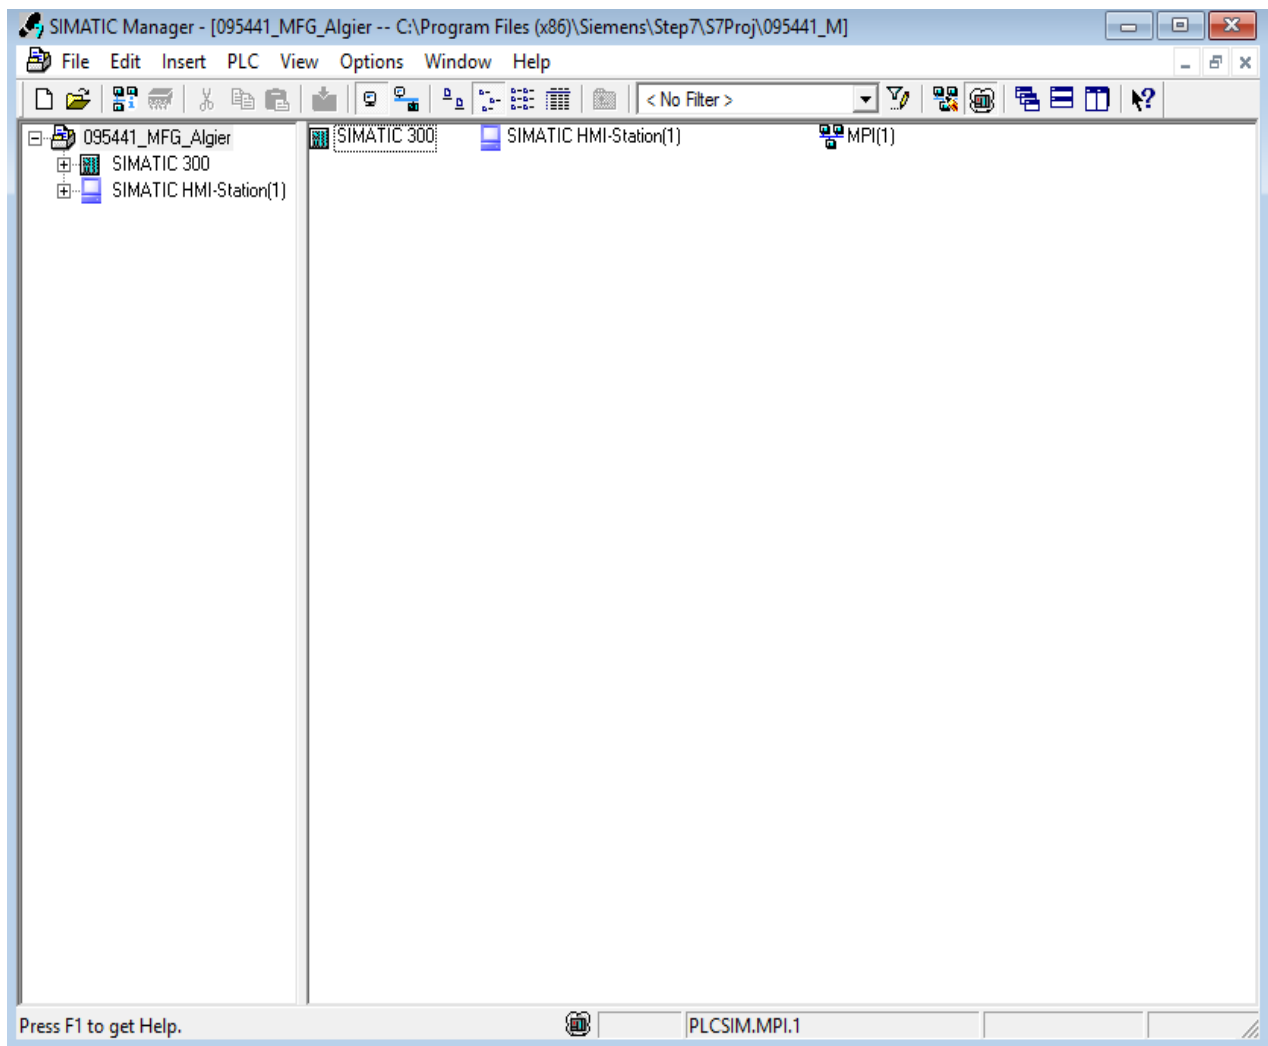 SIMATIC Manager - [095441_MFG_Algier -- C:\Program Files (x86)\Siemens\Step7\S7Proj\095441_M]
File Edit Insert PLC View Options Window Help
< No Filter >
095441_MFG_Algier
SIMATIC 300
SIMATIC HMI-Station(1)
SIMATIC 300 SIMATIC HMI-Station(1) MPI(1)
Press F1 to get Help. PLCSIM.MPI.1